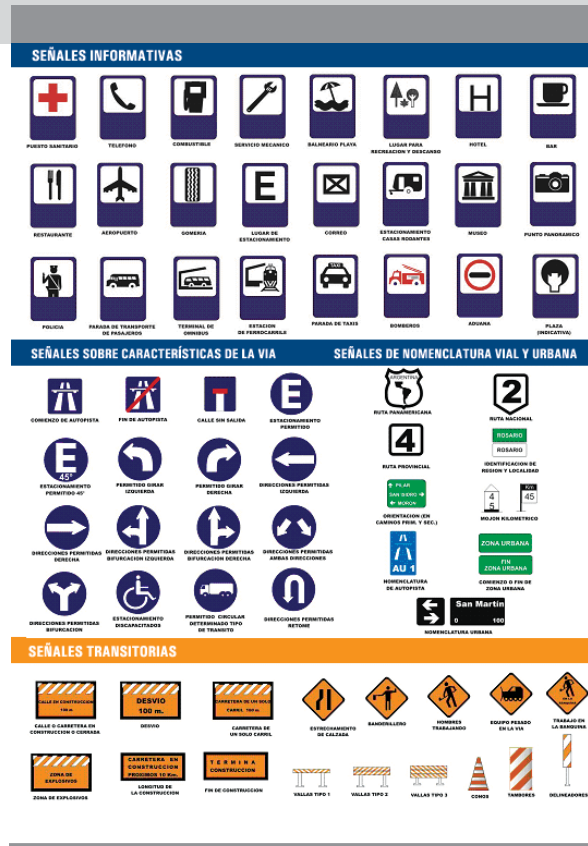 SEÑALES INFORMATIVAS
PUESTO SANITARIO
TELEFONO
COMBUSTIBLE
SERVICIO MECANICO
BALNEARIO PLAYA
LUGAR PARA
RECREACION Y DESCANSO
H
HOTEL
BAR
RESTAURANTE
AEROPUERTO
GOMERIA
E
LUGAR DE
ESTACIONAMIENTO
CORREO
ESTACIONAMIENTO
CASAS RODANTES
MUSEO
PUNTO PANORAMICO
POLICIA
PARADA DE TRANSPORTE
DE PASAJEROS
TERMINAL DE
OMNIBUS
ESTACION
DE FERROCARRILE
TAXI
PARADA DE TAXIS
BOMBEROS
ADUANA
PLAZA
(INDICATIVA)
SEÑALES SOBRE CARACTERÍSTICAS DE LA VIA
COMIENZO DE AUTOPISTA
FIN DE AUTOPISTA
CALLE SIN SALIDA
E
ESTACIONAMIENTO
PERMITIDO
E
45º
ESTACIONAMIENTO
PERMITIDO 45º
PERMITIDO GIRAR
IZQUIERDA
PERMITIDO GIRAR
DERECHA
DIRECCIONES PERMITIDAS
IZQUIERDA
DIRECCIONES PERMITIDAS
DERECHA
DIRECCIONES PERMITIDAS
BIFURCACION IZQUIERDA
DIRECCIONES PERMITIDAS
BIFURCACION DERECHA
DIRECCIONES PERMITIDAS
AMBAS DIRECCIONES
DIRECCIONES PERMITIDAS
BIFURCACION
ESTACIONAMIENTO
DISCAPACITADOS
PERMITIDO CIRCULAR
DETERMINADO TIPO
DE TRANSITO
DIRECCIONES PERMITIDAS
RETOME
SEÑALES DE NOMENCLATURA VIAL Y URBANA
ARGENTINA
RUTA PANAMERICANA
2
RUTA NACIONAL
4
RUTA PROVINCIAL
ROSARIO
ROSARIO
IDENTIFICACION DE
REGION Y LOCALIDAD
PILAR
SAN ISIDRO
MORON
ORIENTACION (EN
CAMINOS PRIM. Y SEC.)
4
5
Km
45
MOJON KILOMETRICO
AU 1
NOMENCLATURA
DE AUTOPISTA
ZONA URBANA
FIN
ZONA URBANA
COMIENZO O FIN DE
ZONA URBANA
San Martín
0 100
NOMENCLATURA URBANA
SEÑALES TRANSITORIAS
CALLE EN CONSTRUCCION
100 m.
CALLE O CARRETERA EN
CONSTRUCCION O CERRADA
DESVIO
100 m.
DESVIO
CARRETERA DE UN SOLO
CARRIL 100 m.
CARRETERA DE
UN SOLO CARRIL
ESTRECHAMIENTO
DE CALZADA
BANDERILLERO
HOMBRES
TRABAJANDO
EQUIPO PESADO
EN LA VIA
TRABAJO EN
LA BANQUINA
ZONA DE
EXPLOSIVOS
ZONA DE EXPLOSIVOS
CARRETERA EN
CONSTRUCCION
PROXIMOS 10 Km.
LONGITUD DE
LA CONSTRUCCION
TERMINA
CONSTRUCCION
FIN DE CONSTRUCCION
VALLAS TIPO 1
VALLAS TIPO 2
VALLAS TIPO 3
CONOS
TAMBORES
DELINEADORES